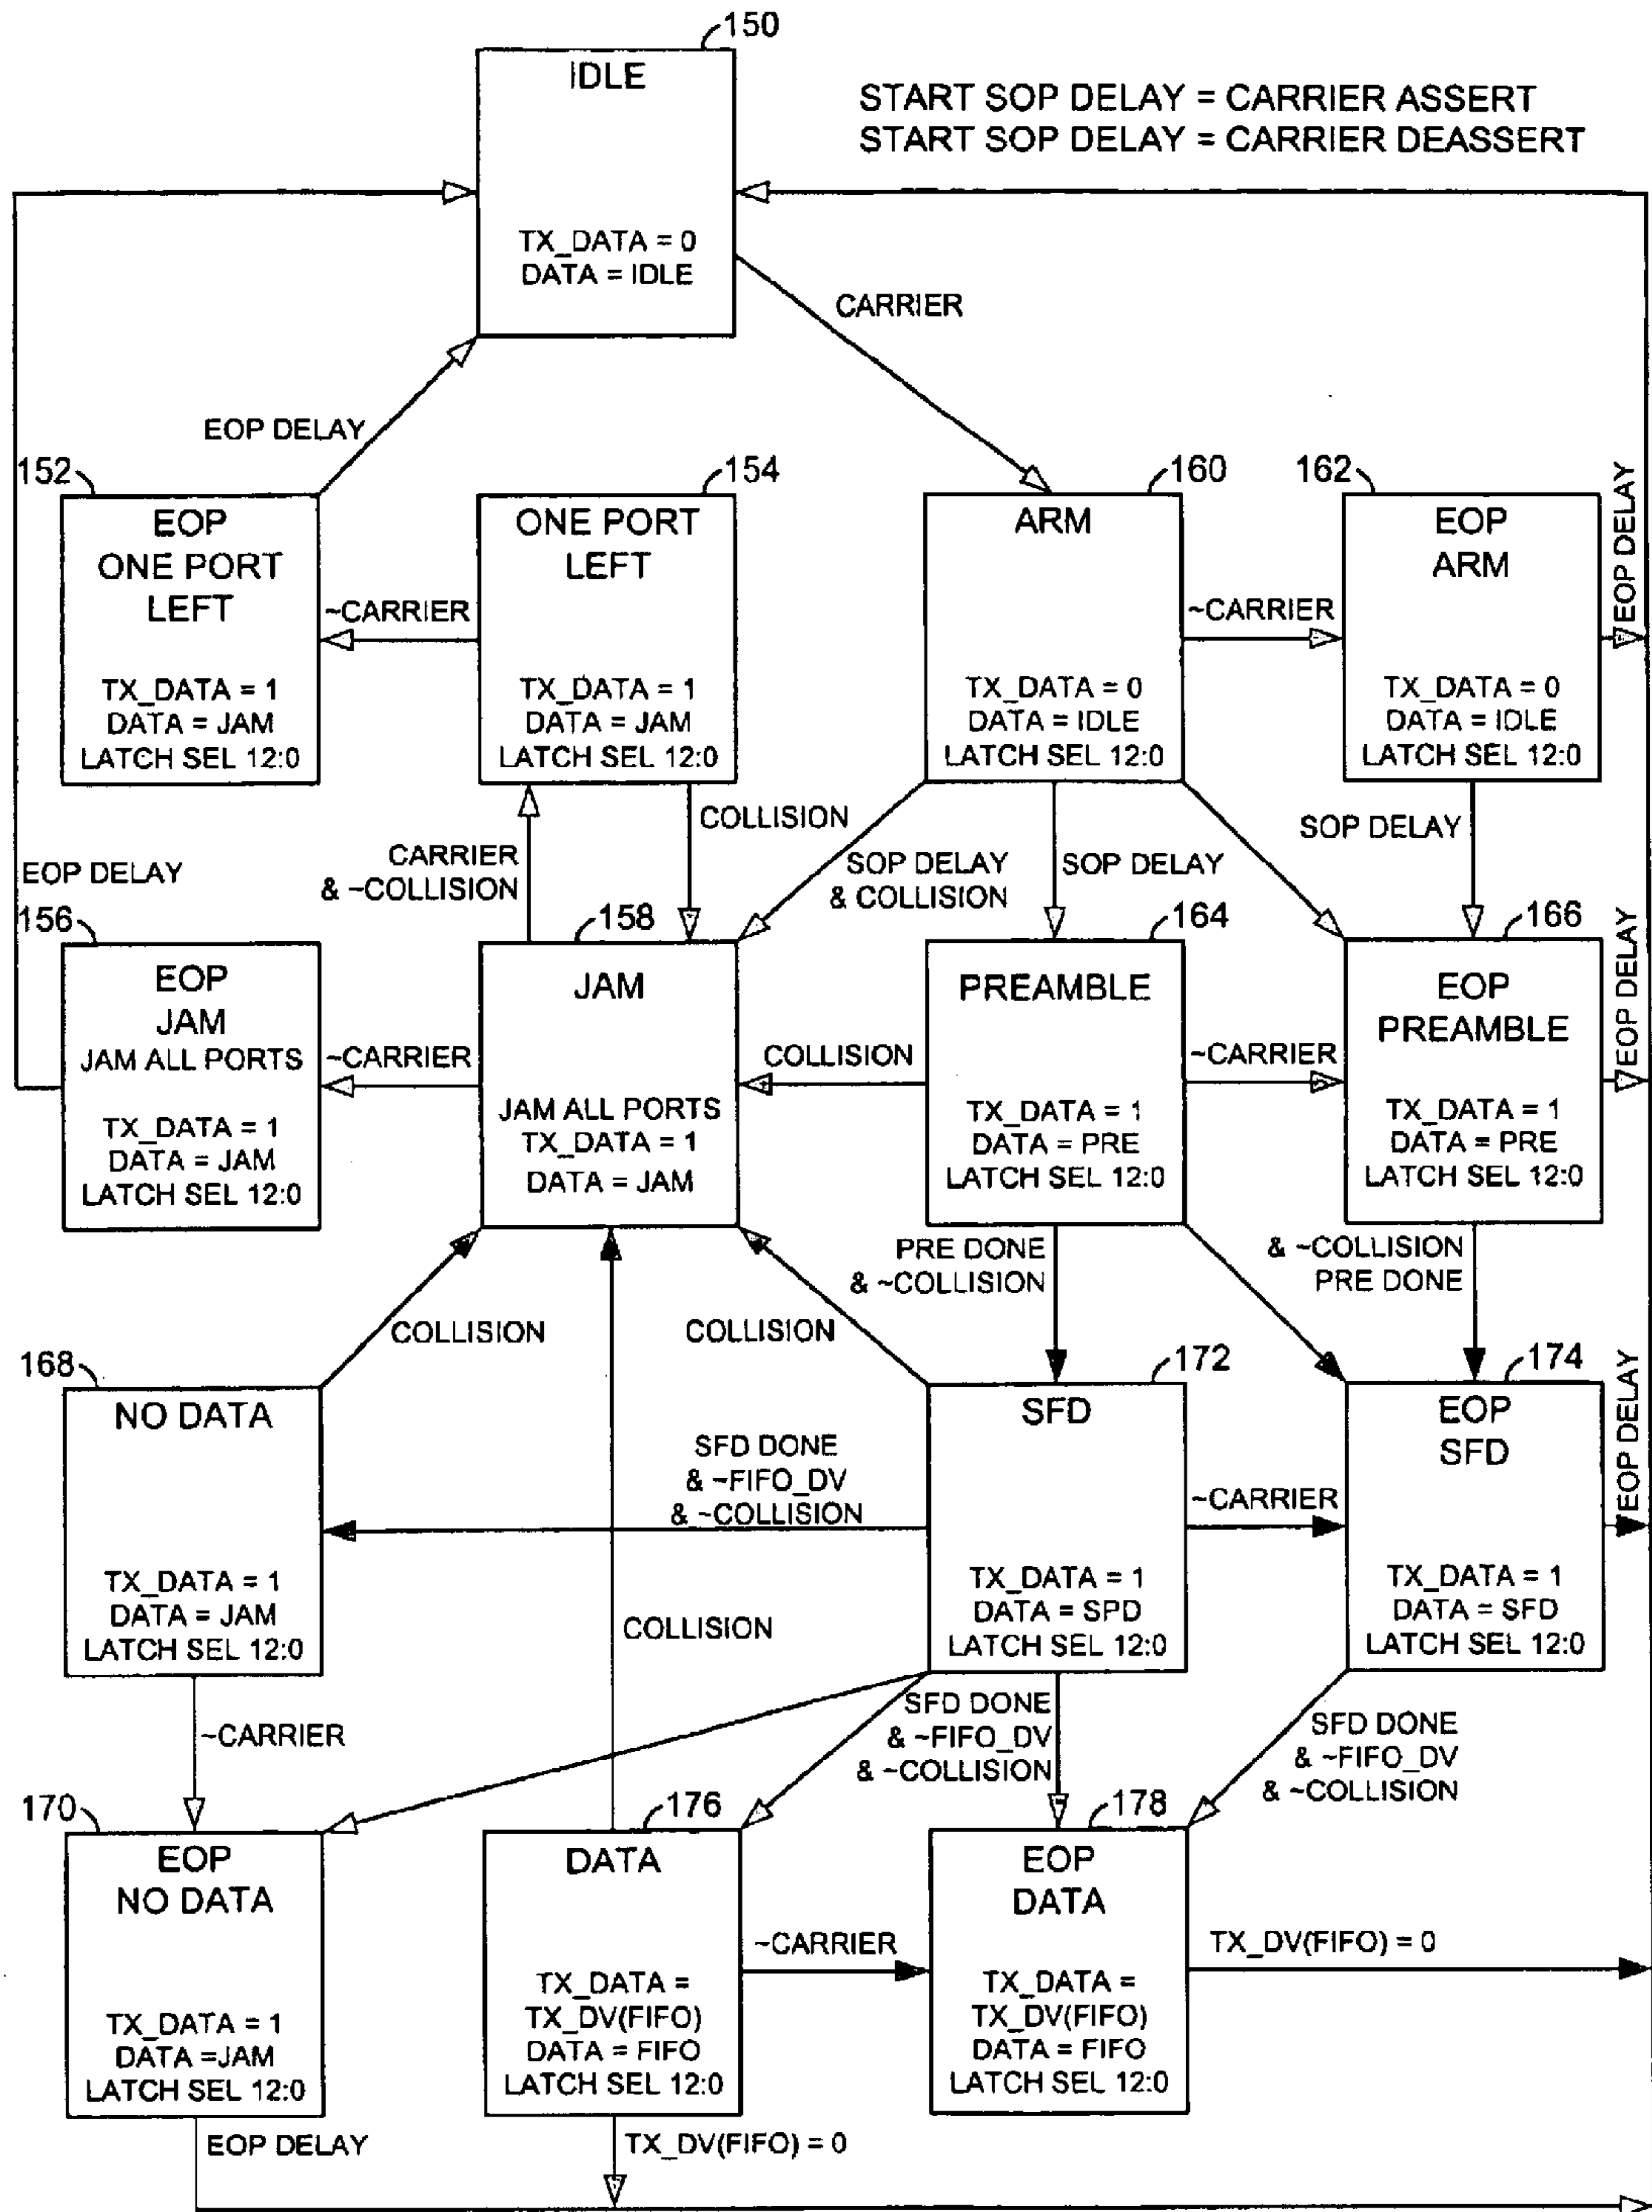 150
IDLE
TX_DATA = 0
DATA = IDLE
START SOP DELAY = CARRIER ASSERT
START SOP DELAY = CARRIER DEASSERT
CARRIER
EOP DELAY
152
EOP
ONE PORT
LEFT
TX_DATA = 1
DATA = JAM
LATCH SEL 12:0
~CARRIER
154
ONE PORT
LEFT
TX_DATA = 1
DATA = JAM
LATCH SEL 12:0
160
ARM
TX_DATA = 0
DATA = IDLE
LATCH SEL 12:0
~CARRIER
162
EOP
ARM
TX_DATA = 0
DATA = IDLE
LATCH SEL 12:0
EOP DELAY
EOP DELAY
CARRIER
& ~COLLISION
COLLISION
SOP DELAY
& COLLISION
SOP DELAY
SOP DELAY
156
EOP
JAM
JAM ALL PORTS
TX_DATA = 1
DATA = JAM
LATCH SEL 12:0
~CARRIER
158
JAM
JAM ALL PORTS
TX_DATA = 1
DATA = JAM
COLLISION
164
PREAMBLE
TX_DATA = 1
DATA = PRE
LATCH SEL 12:0
~CARRIER
166
EOP
PREAMBLE
TX_DATA = 1
DATA = PRE
LATCH SEL 12:0
EOP DELAY
COLLISION
COLLISION
PRE DONE
& ~COLLISION
& ~COLLISION
PRE DONE
168
NO DATA
TX_DATA = 1
DATA = JAM
LATCH SEL 12:0
SFD DONE
& ~FIFO_DV
& ~COLLISION
172
SFD
TX_DATA = 1
DATA = SPD
LATCH SEL 12:0
~CARRIER
174
EOP
SFD
TX_DATA = 1
DATA = SFD
LATCH SEL 12:0
EOP DELAY
COLLISION
~CARRIER
SFD DONE
& ~FIFO_DV
& ~COLLISION
SFD DONE
& ~FIFO_DV
& ~COLLISION
170
EOP
NO DATA
TX_DATA = 1
DATA =JAM
LATCH SEL 12:0
176
DATA
TX_DATA =
TX_DV(FIFO)
DATA = FIFO
LATCH SEL 12:0
~CARRIER
178
EOP
DATA
TX_DATA =
TX_DV(FIFO)
DATA = FIFO
LATCH SEL 12:0
TX_DV(FIFO) = 0
EOP DELAY
TX_DV(FIFO) = 0